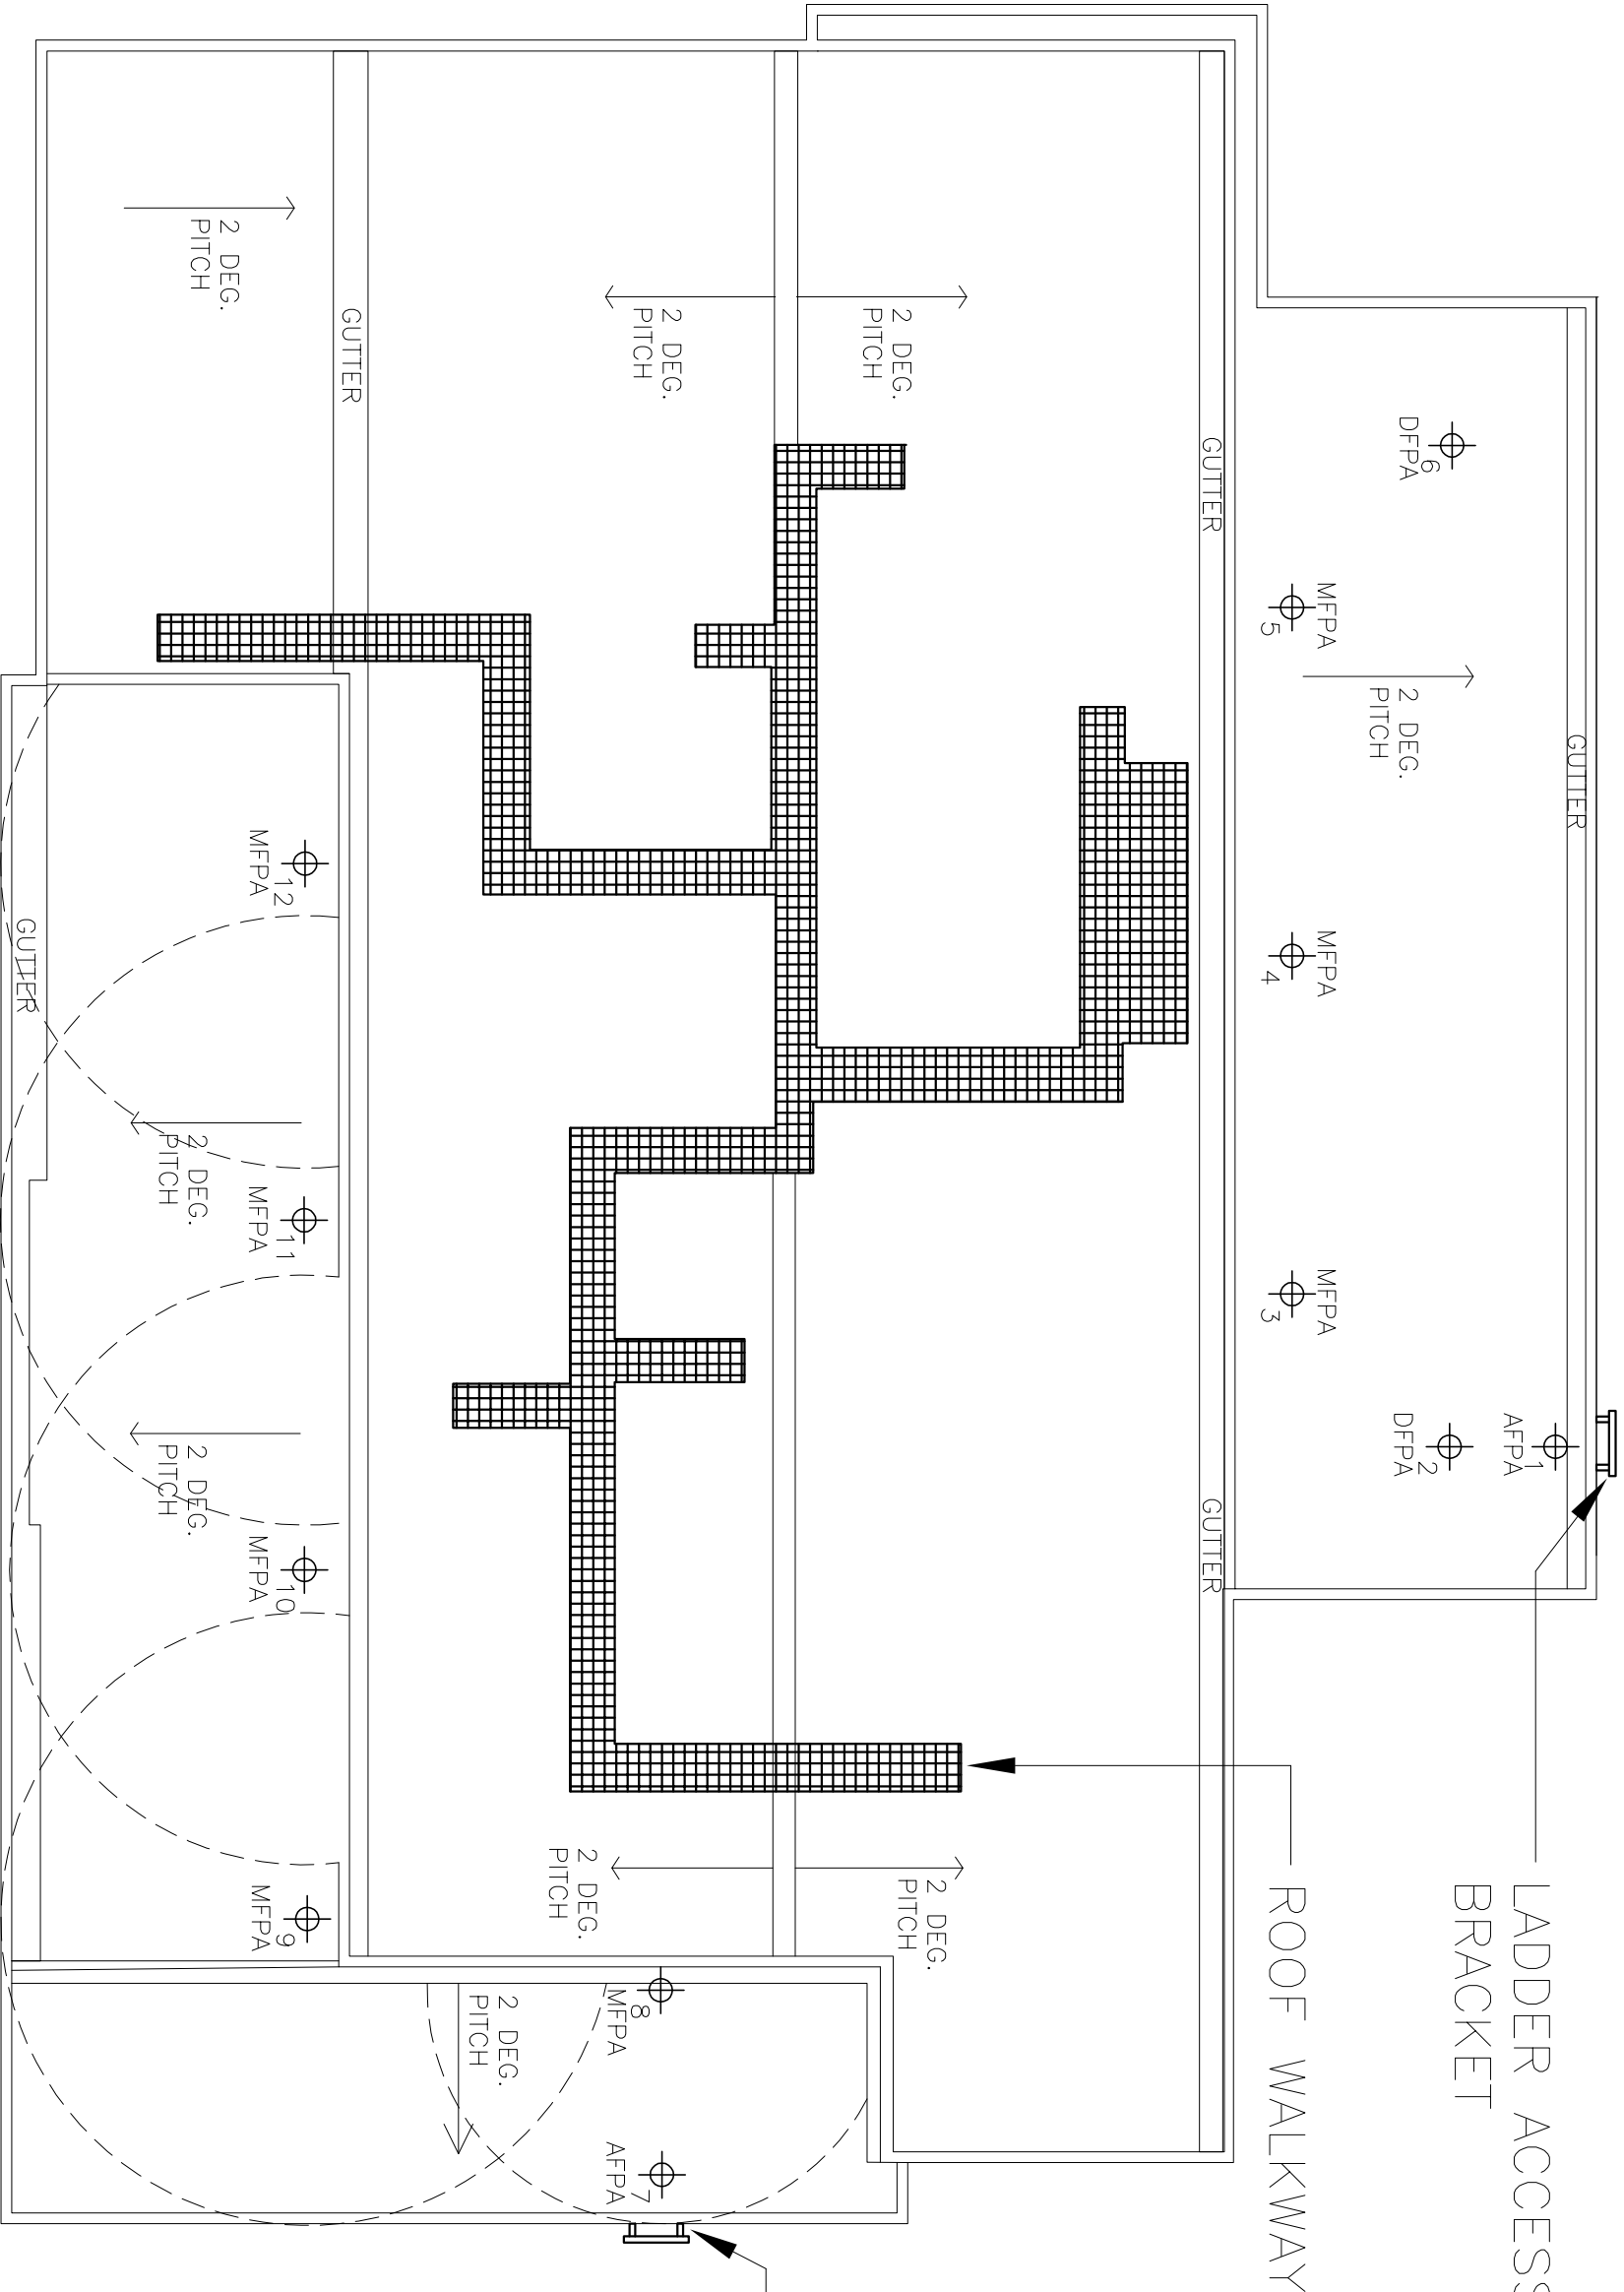 LADDER ACCESS
BRACKET
ROOF WALKWAY
GUTTER
1
AFPA
2
DFPA
MFPA
3
MFPA
4
MFPA
5
6
DFPA
2 DEG.
PITCH
GUTTER
GUTTER
2 DEG.
PITCH
2 DEG.
PITCH
2 DEG.
PITCH
2 DEG.
PITCH
GUTTER
2 DEG.
PITCH
12
MFPA
11
MFPA
10
MFPA
9
MFPA
8
MFPA
7
AFPA
2 DEG.
PITCH
2 DEG.
PITCH
2 DEG.
PITCH
GUTTER